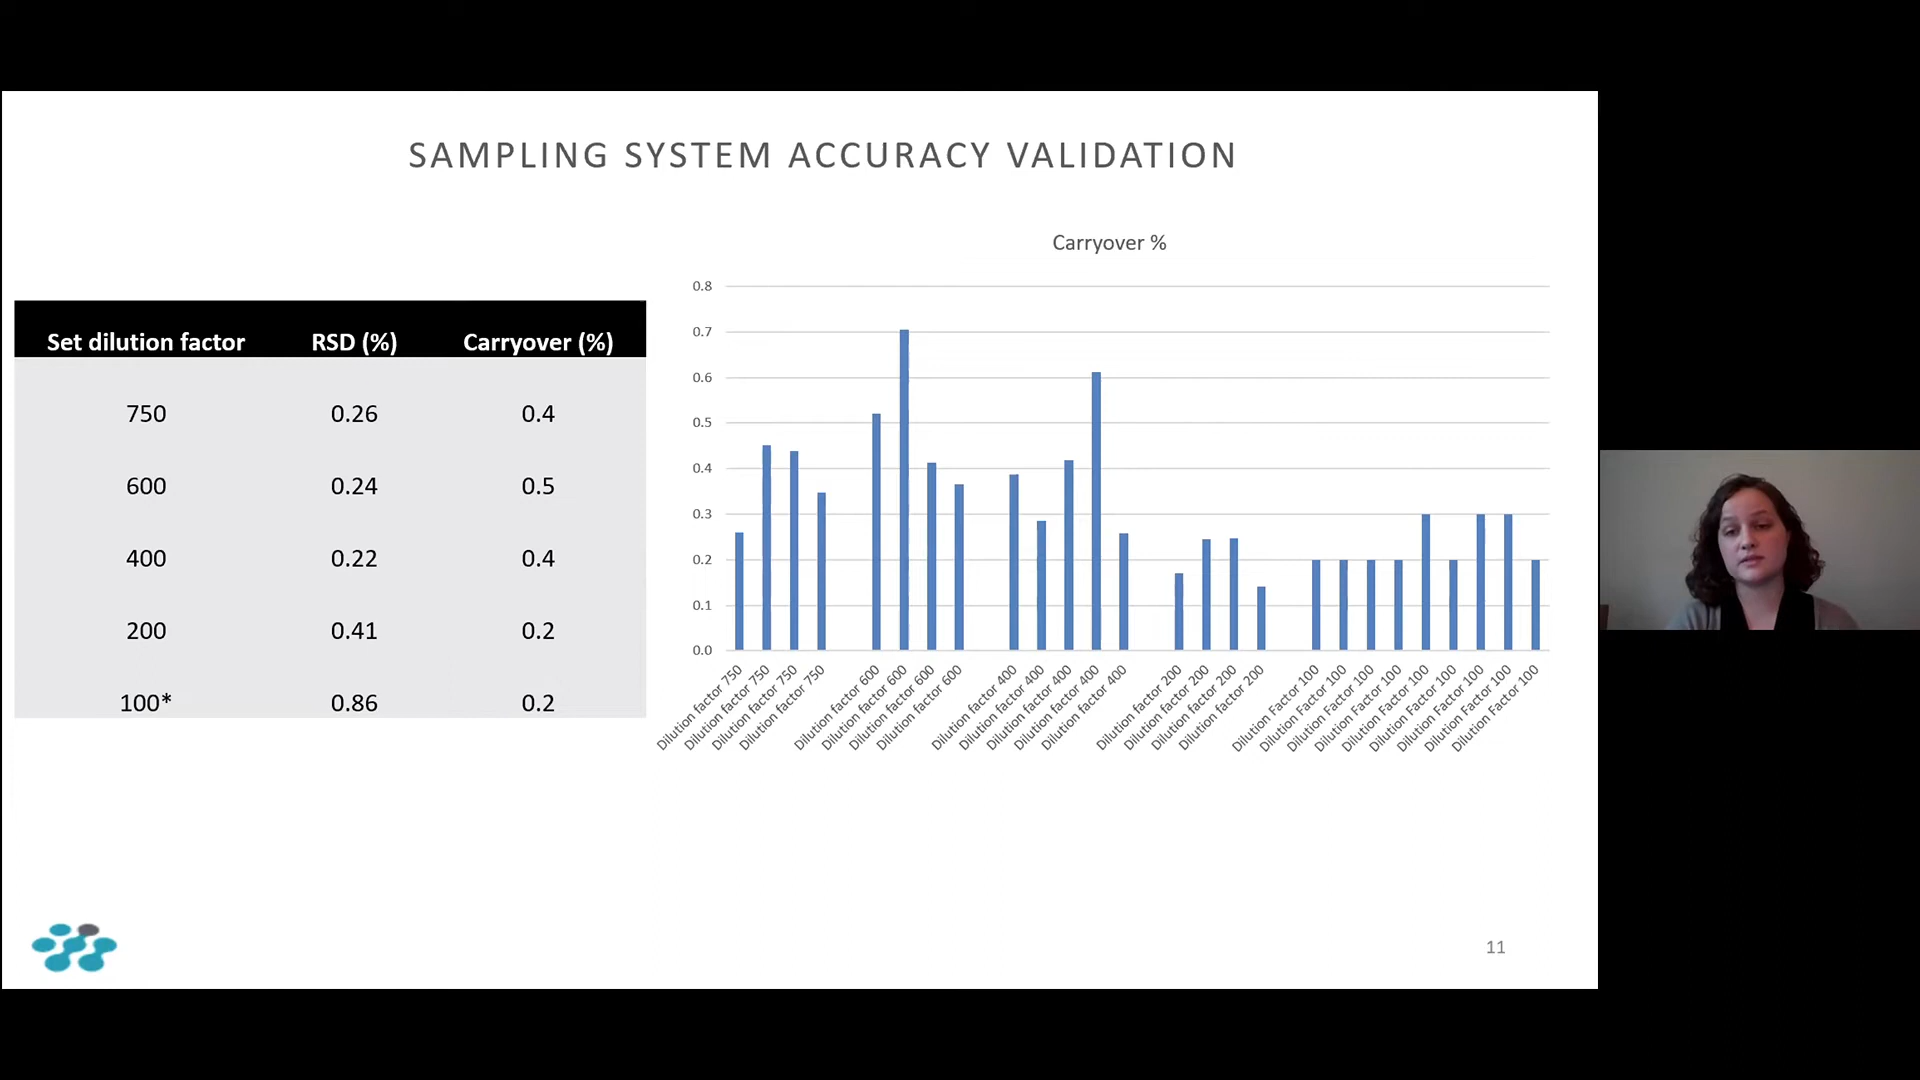 SAMPLING SYSTEM ACCURACY VALIDATION
Set dilution factor RSD (%) Carryover (%)
750 0.26 0.4
600 0.24 0.5
400 0.22 0.4
200 0.41 0.2
100* 0.86 0.2
Carryover %
0.8
0.7
0.6
0.5
0.4
0.3
0.2
0.1
0.0
Dilution factor 750
Dilution factor 750
Dilution factor 750
Dilution factor 750
Dilution factor 600
Dilution factor 600
Dilution factor 600
Dilution factor 600
Dilution factor 400
Dilution factor 400
Dilution factor 400
Dilution factor 400
Dilution factor 400
Dilution factor 200
Dilution factor 200
Dilution factor 200
Dilution factor 200
Dilution Factor 100
Dilution Factor 100
Dilution Factor 100
Dilution Factor 100
Dilution Factor 100
Dilution Factor 100
Dilution Factor 100
Dilution Factor 100
Dilution Factor 100
11